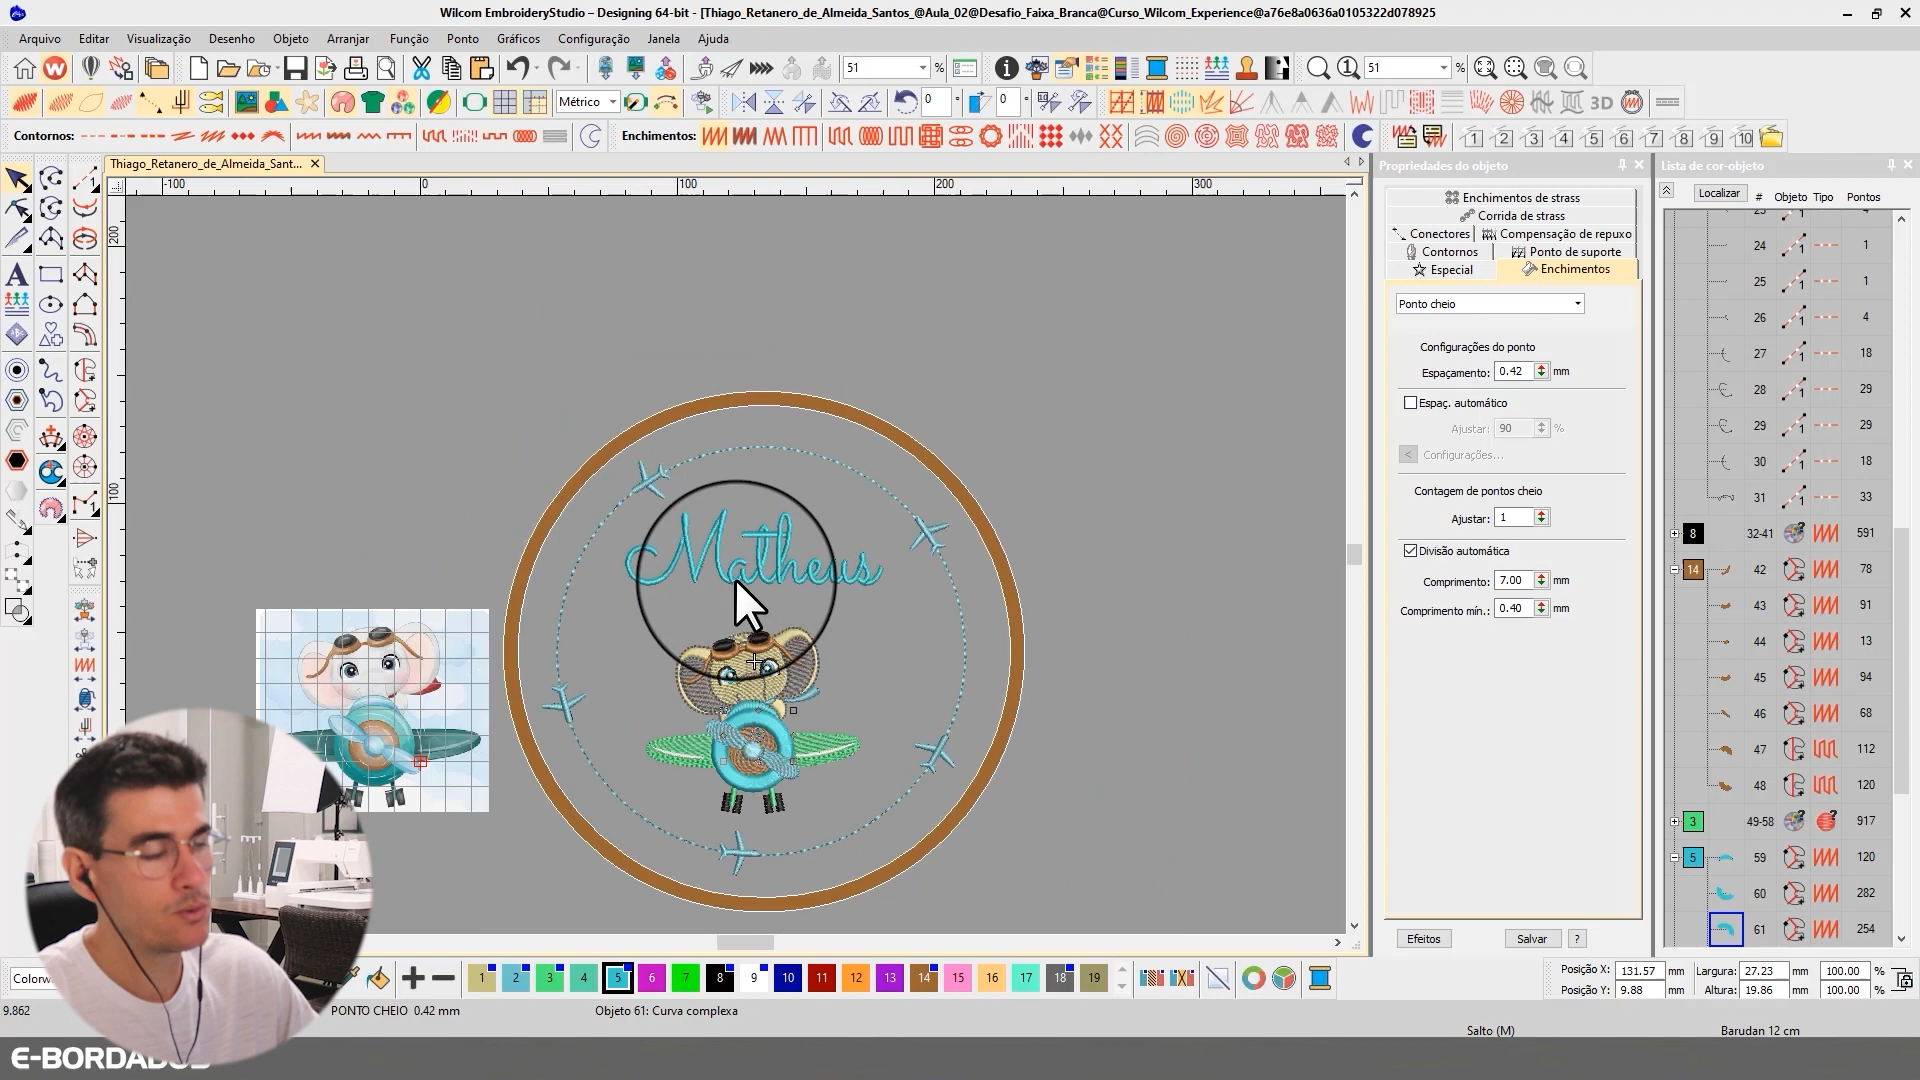 Wilcom EmbroideryStudio – Designing 64-bit - [Thiago_Retanero_de_Almeida_Santos_@Aula_02@Desafio_Faixa_Branca@Curso_Wilcom_Experience@a76e8a0636a0105322d078925
Arquivo Editar Visualização Desenho Objeto Arranjar Função Ponto Gráficos Configuração Janela Ajuda
51 % 51 %
Métrico 0 0 3D
Contornos: Enchimentos: 1 2 3 4 5 6 7 8 9 10
Thiago_Retanero_de_Almeida_Sant...
-100 0 100 200 300
200
100
Matheus
Propriedades do objeto
Enchimentos de strass
Corrida de strass
Conectores Compensação de repuxo
Contornos Ponto de suporte
Especial Enchimentos
Ponto cheio
Configurações do ponto
Espaçamento: 0.42 mm
Espaç. automático
Ajustar: 90 %
< Configurações...
Contagem de pontos cheio
Ajustar: 1
Divisão automática
Comprimento: 7.00 mm
Comprimento mín.: 0.40 mm
Efeitos Salvar ?
Lista de cor-objeto
Localizar # Objeto Tipo Pontos
24 1
25 1
26 4
27 18
28 29
29 29
30 18
31 33
8 32-41 591
14 42 78
43 91
44 13
45 94
46 68
47 112
48 120
3 49-58 917
5 59 120
60 282
61 254
Colorw
1 2 3 4 5 6 7 8 9 10 11 12 13 14 15 16 17 18 19
Posição X: 131.57 mm Largura: 27.23 mm 100.00 %
Posição Y: 9.88 mm Altura: 19.86 mm 100.00 %
9.862 PONTO CHEIO 0.42 mm Objeto 61: Curva complexa
Salto (M) Barudan 12 cm
E-BORDADOS